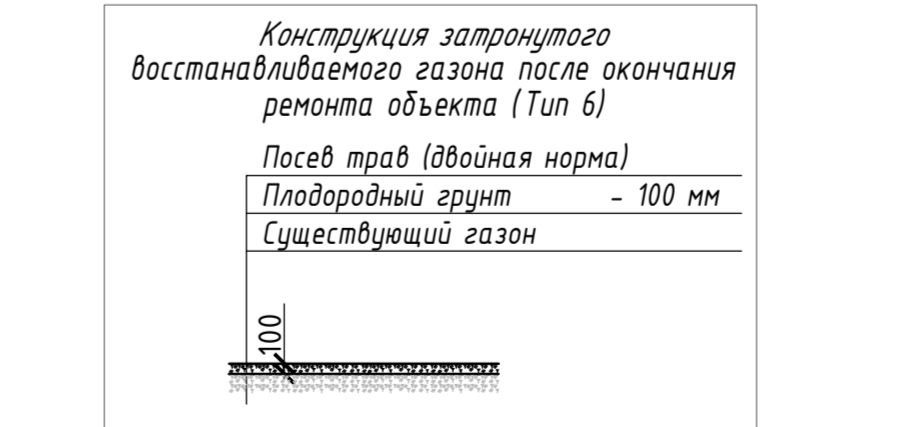 Конструкция затронутого
восстанавливаемого газона после окончания
ремонта объекта (Тип 6)
Посев трав (двойная норма)
Плодородный грунт - 100 мм
Существующий газон
100